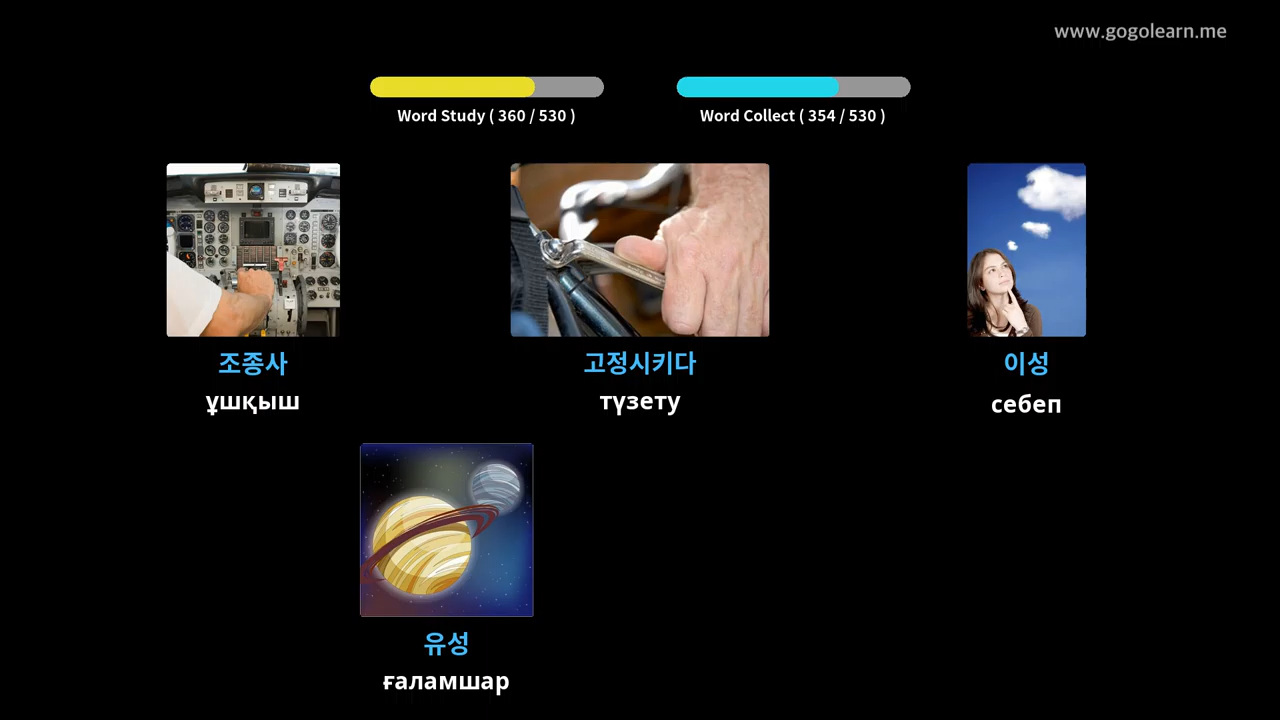 www.gogolearn.me
Word Study ( 360 / 530 )
Word Collect ( 354 / 530 )
조종사
ұшқыш
고정시키다
түзету
이성
себеп
유성
ғаламшар